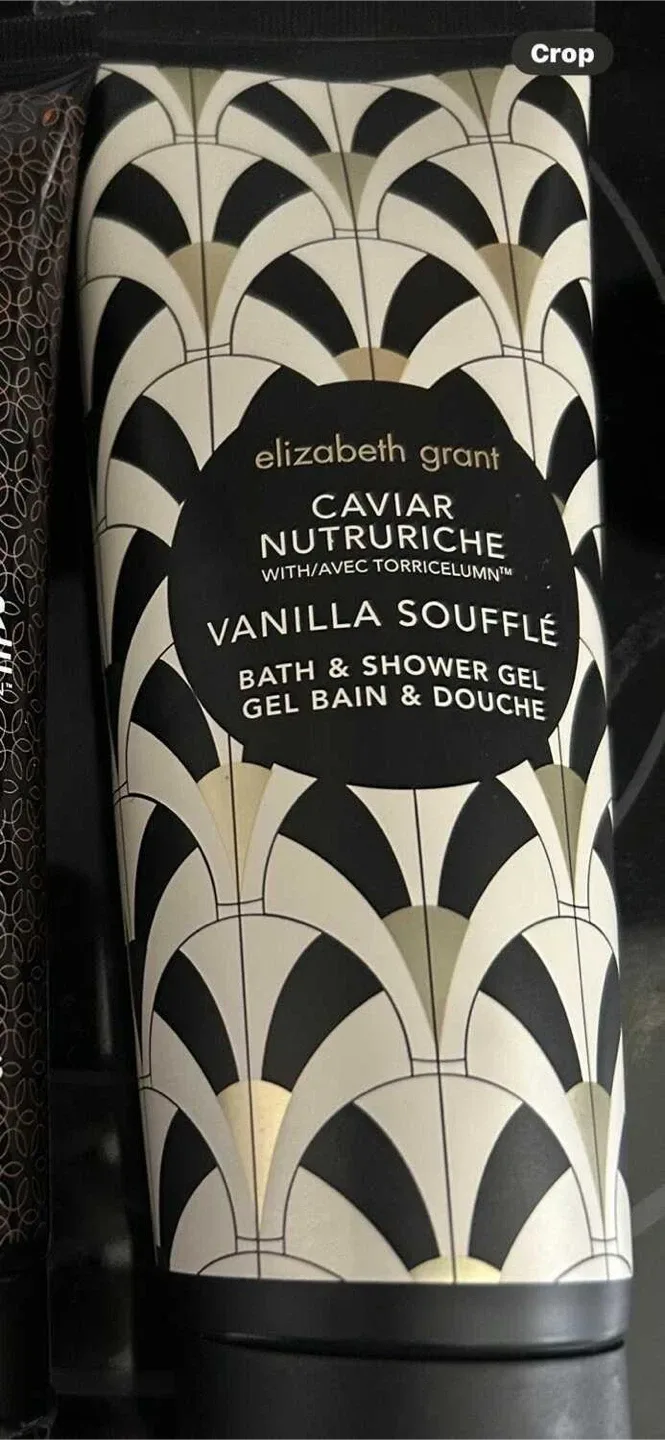 Crop
elizabeth grant
CAVIAR
NUTRURICHE
WITH/AVEC TORRICELUMN™
VANILLA SOUFFLÉ
BATH & SHOWER GEL
GEL BAIN & DOUCHE